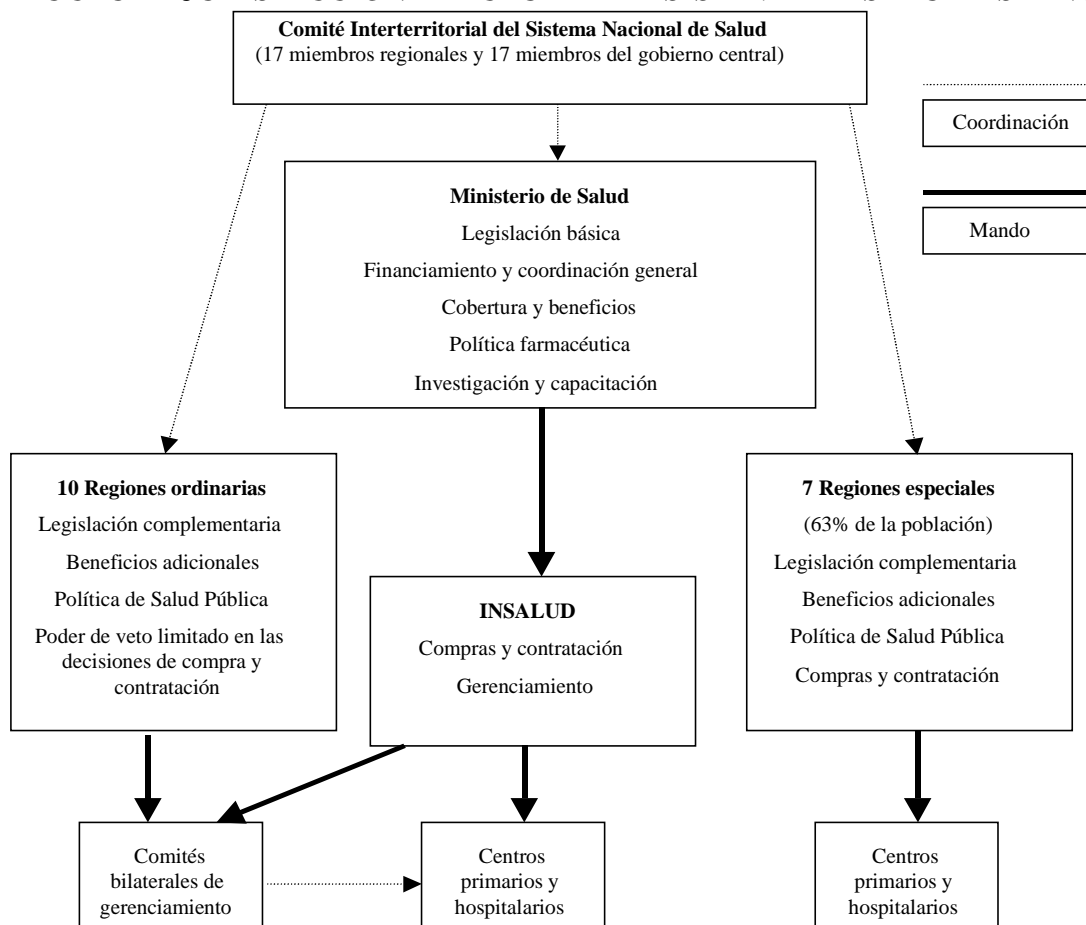 Comité Interterritorial del Sistema Nacional de Salud
(17 miembros regionales y 17 miembros del gobierno central)
Coordinación
Mando
Ministerio de Salud
Legislación básica
Financiamiento y coordinación general
Cobertura y beneficios
Política farmacéutica
Investigación y capacitación
10 Regiones ordinarias
Legislación complementaria
Beneficios adicionales
Política de Salud Pública
Poder de veto limitado en las
decisiones de compra y
contratación
INSALUD
Compras y contratación
Gerenciamiento
7 Regiones especiales
(63% de la población)
Legislación complementaria
Beneficios adicionales
Política de Salud Pública
Compras y contratación
Comités
bilaterales de
gerenciamiento
Centros
primarios y
hospitalarios
Centros
primarios y
hospitalarios